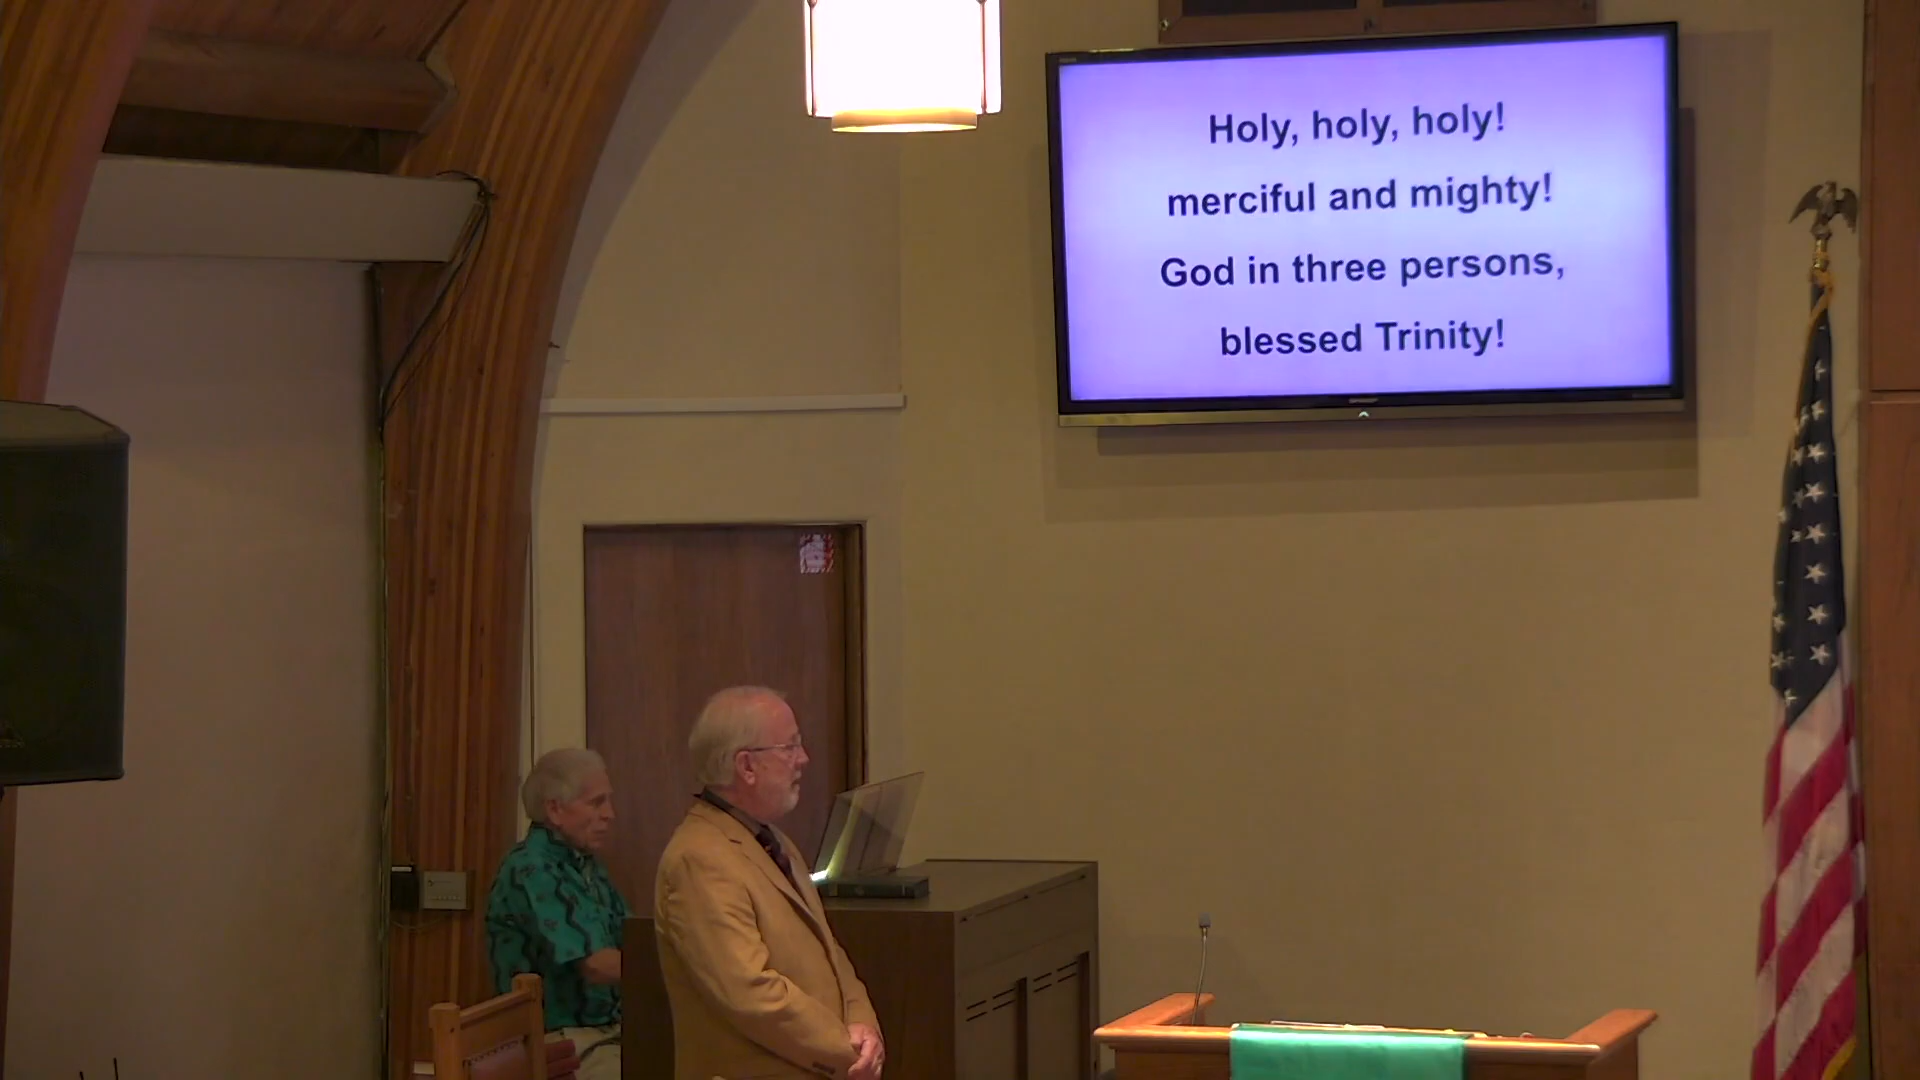 Holy, holy, holy!
merciful and mighty!
God in three persons,
blessed Trinity!